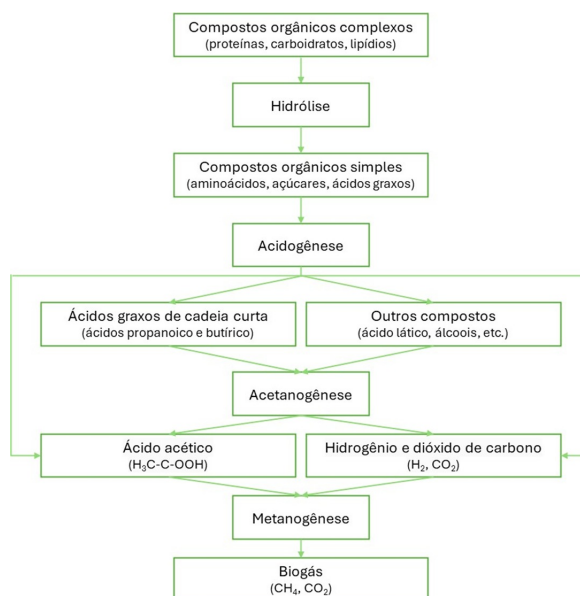 Compostos orgânicos complexos
(proteínas, carboidratos, lipídios)
Hidrólise
Compostos orgânicos simples
(aminoácidos, açúcares, ácidos graxos)
Acidogênese
Ácidos graxos de cadeia curta
(ácidos propanoico e butírico)
Outros compostos
(ácido lático, álcoois, etc.)
Acetanogênese
Ácido acético
(H₃C-C-OOH)
Hidrogênio e dióxido de carbono
(H₂, CO₂)
Metanogênese
Biogás
(CH₄, CO₂)